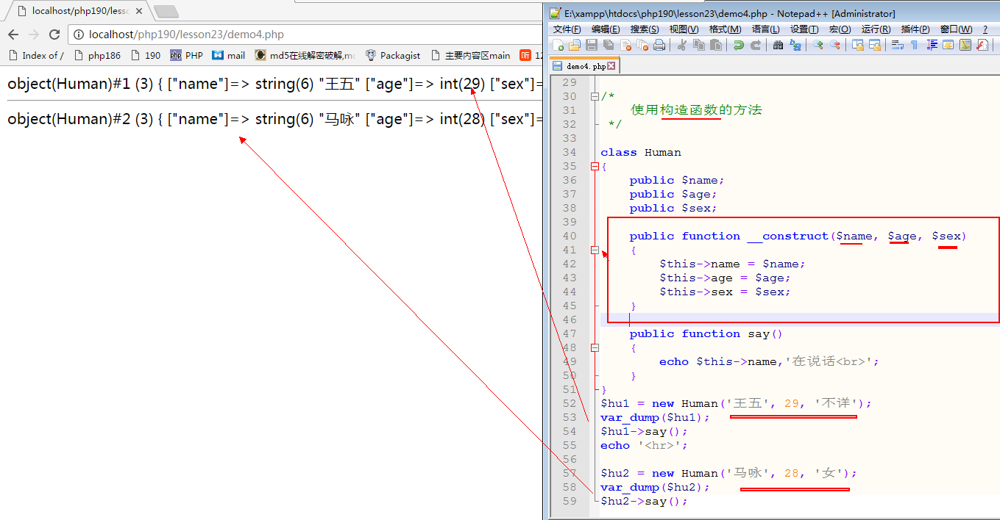 localhost/php190/less
localhost/php190/lesson23/demo4.php
Index of / php186 190 php PHP mail md5在线解密破解,m Packagist 主要内容区main 听 12
object(Human)#1 (3) { ["name"]=> string(6) "王五" ["age"]=> int(29) ["sex"]=
object(Human)#2 (3) { ["name"]=> string(6) "马咏" ["age"]=> int(28) ["sex"]=
E:\xampp\htdocs\php190\lesson23\demo4.php - Notepad++ [Administrator]
文件(F) 编辑(E) 搜索(S) 视图(V) 格式(M) 语言(L) 设置(T) 宏(O) 运行(R) 插件(P) 窗口(W) ?
demo4.php
29
30 /*
31 使用构造函数的方法
32 */
33
34 class Human
35 {
36 public $name;
37 public $age;
38 public $sex;
39
40 public function __construct($name, $age, $sex)
41 {
42 $this->name = $name;
43 $this->age = $age;
44 $this->sex = $sex;
45 }
46
47 public function say()
48 {
49 echo $this->name,'在说话<br>';
50 }
51 }
52 $hu1 = new Human('王五', 29, '不详');
53 var_dump($hu1);
54 $hu1->say();
55 echo '<hr>';
56
57 $hu2 = new Human('马咏', 28, '女');
58 var_dump($hu2);
59 $hu2->say();